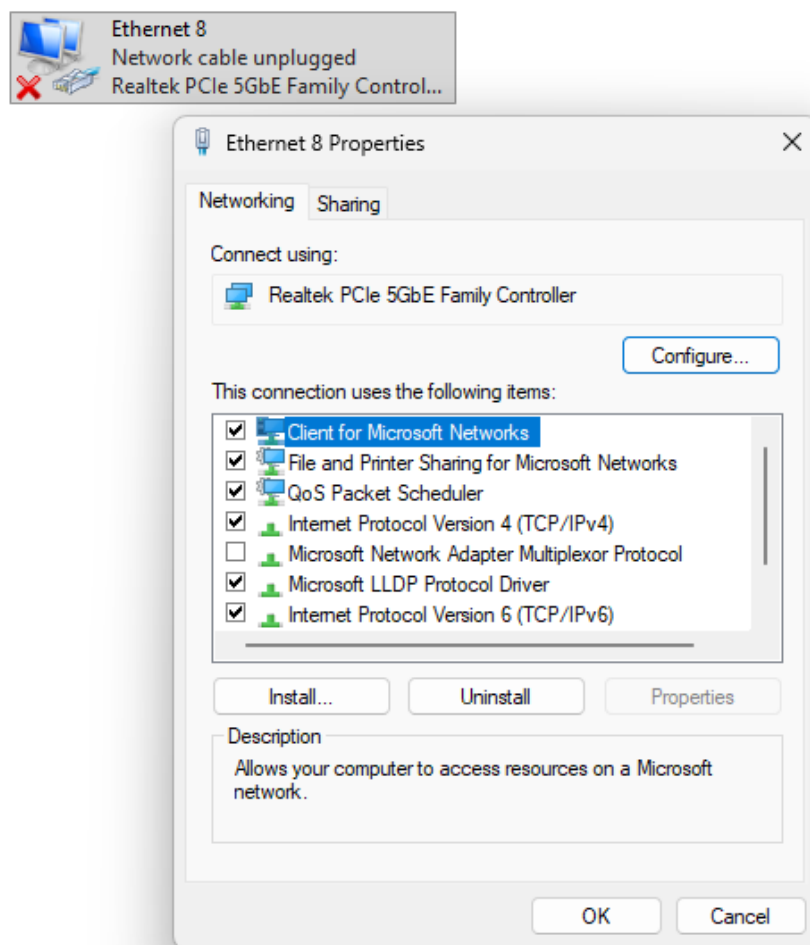 Ethernet 8
Network cable unplugged
Realtek PCIe 5GbE Family Control...
Ethernet 8 Properties
Networking
Sharing
Connect using:
Realtek PCIe 5GbE Family Controller
Configure...
This connection uses the following items:
Client for Microsoft Networks
File and Printer Sharing for Microsoft Networks
QoS Packet Scheduler
Internet Protocol Version 4 (TCP/IPv4)
Microsoft Network Adapter Multiplexor Protocol
Microsoft LLDP Protocol Driver
Internet Protocol Version 6 (TCP/IPv6)
Install...
Uninstall
Properties
Description
Allows your computer to access resources on a Microsoft
network.
OK
Cancel